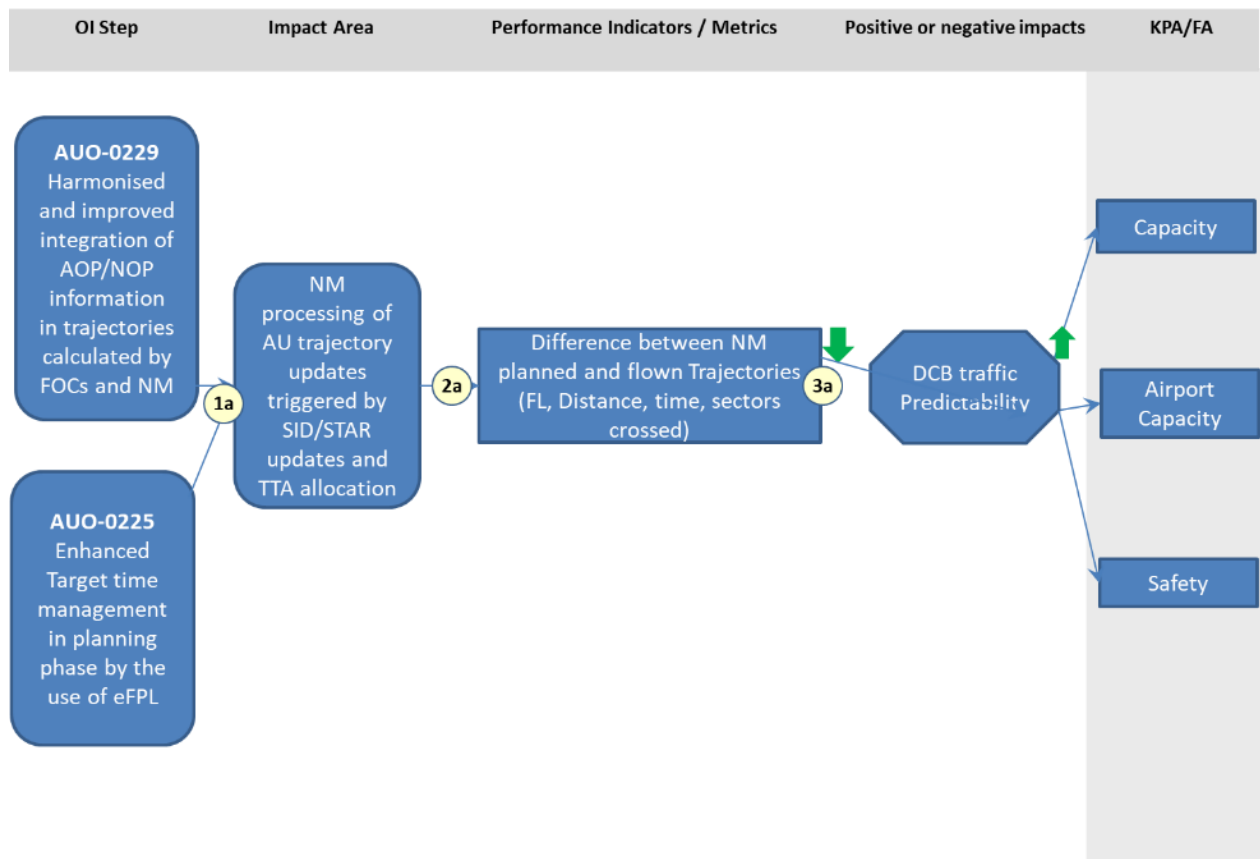 OI Step
Impact Area
Performance Indicators / Metrics
Positive or negative impacts
KPA/FA
AUO-0229
Harmonised
and improved
integration of
AOP/NOP
information
in trajectories
calculated by
FOCs and NM
1a
AUO-0225
Enhanced
Target time
management
in planning
phase by the
use of eFPL
NM
processing of
AU trajectory
updates
triggered by
SID/STAR
updates and
TTA allocation
2a
Difference between NM
planned and flown Trajectories
(FL, Distance, time, sectors
crossed)
3a
DCB traffic
Predictability
Capacity
Airport
Capacity
Safety